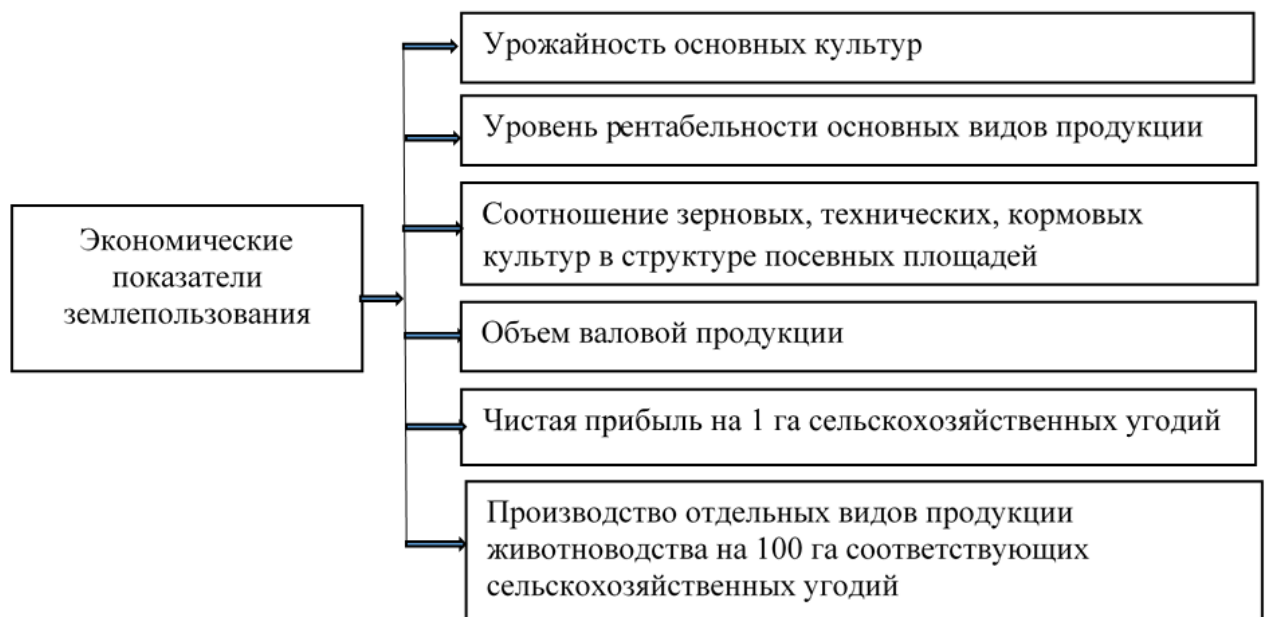 Экономические
показатели
землепользования
Урожайность основных культур
Уровень рентабельности основных видов продукции
Соотношение зерновых, технических, кормовых
культур в структуре посевных площадей
Объем валовой продукции
Чистая прибыль на 1 га сельскохозяйственных угодий
Производство отдельных видов продукции
животноводства на 100 га соответствующих
сельскохозяйственных угодий